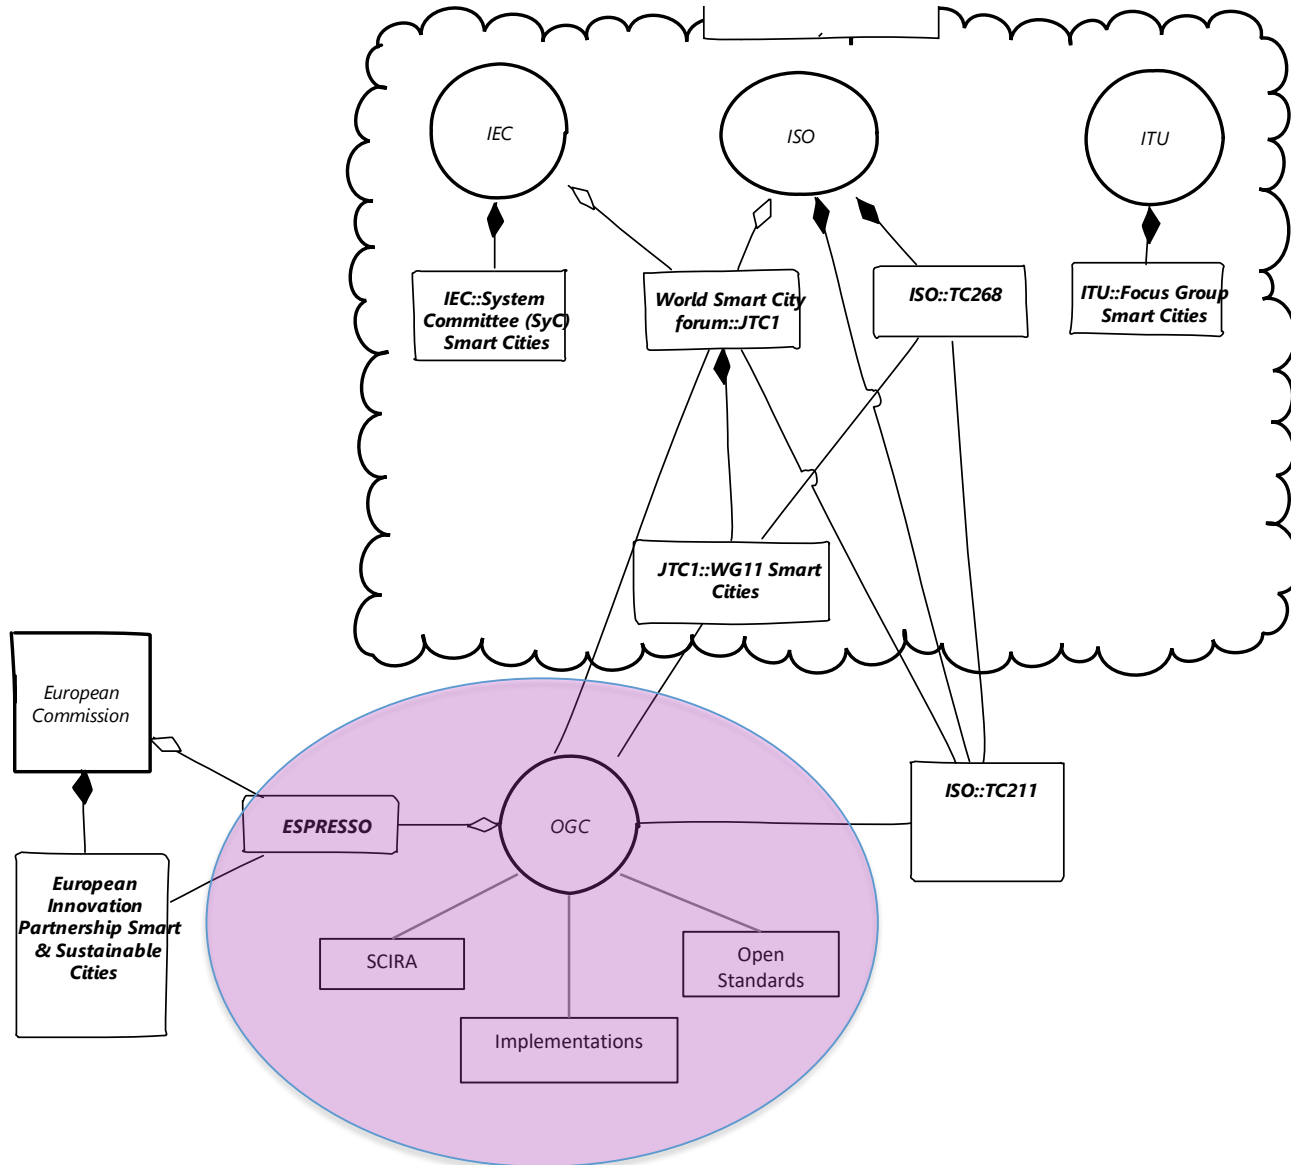 IEC
ISO
ITU
IEC::System
Committee (SyC)
Smart Cities
World Smart City
forum::JTC1
ISO::TC268
ITU::Focus Group
Smart Cities
JTC1::WG11 Smart
Cities
European
Commission
ESPRESSO
OGC
ISO::TC211
European
Innovation
Partnership Smart
& Sustainable
Cities
SCIRA
Open
Standards
Implementations